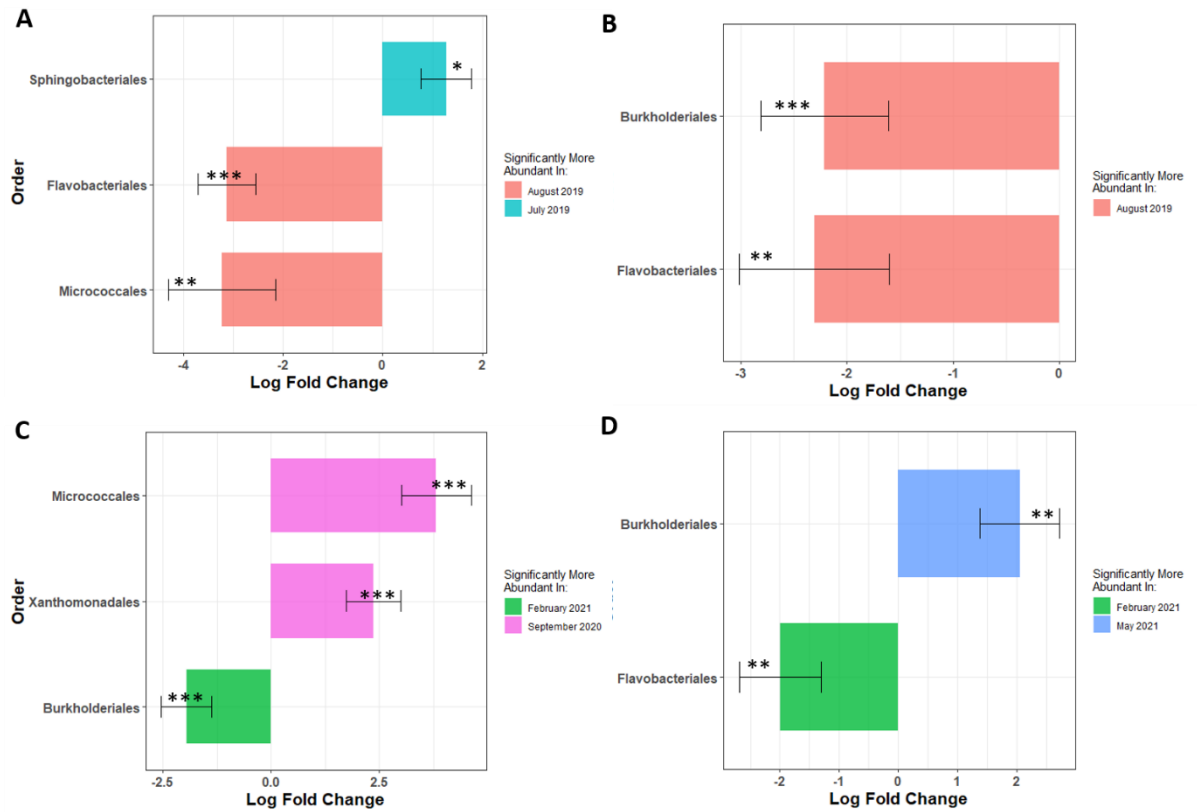 A
Order
Sphingobacteriales
Flavobacteriales
Micrococcales
*
***
**
-4
-2
0
2
Log Fold Change
Significantly More
Abundant In:
August 2019
July 2019
B
Burkholderiales
Flavobacteriales
***
**
-3
-2
-1
0
Log Fold Change
Significantly More
Abundant In:
August 2019
C
Order
Micrococcales
Xanthomonadales
Burkholderiales
***
***
***
-2.5
0.0
2.5
Log Fold Change
Significantly More
Abundant In:
February 2021
September 2020
D
Burkholderiales
Flavobacteriales
**
**
-2
-1
0
1
2
Log Fold Change
Significantly More
Abundant In:
February 2021
May 2021